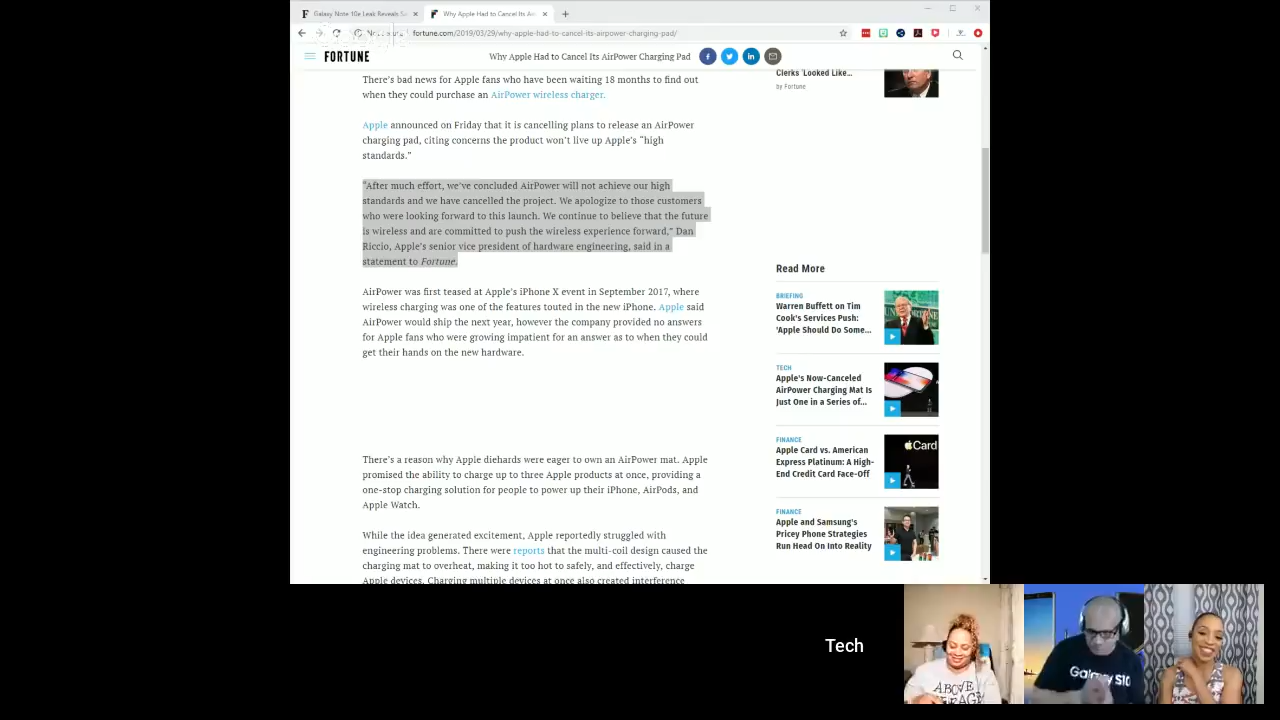 Galaxy Note 10e Leak Reveals
Why Apple Had to Cancel Its Ai
fortune.com/2019/03/29/why-apple-had-to-cancel-its-airpower-charging-pad/
FORTUNE
Why Apple Had to Cancel Its AirPower Charging Pad
There's bad news for Apple fans who have been waiting 18 months to find out
when they could purchase an AirPower wireless charger.
Apple announced on Friday that it is cancelling plans to release an AirPower
charging pad, citing concerns the product won't live up Apple's “high
standards.”
“After much effort, we've concluded AirPower will not achieve our high
standards and we have cancelled the project. We apologize to those customers
who were looking forward to this launch. We continue to believe that the future
is wireless and are committed to push the wireless experience forward,” Dan
Riccio, Apple's senior vice president of hardware engineering, said in a
statement to Fortune.
AirPower was first teased at Apple's iPhone X event in September 2017, where
wireless charging was one of the features touted in the new iPhone. Apple said
AirPower would ship the next year, however the company provided no answers
for Apple fans who were growing impatient for an answer as to when they could
get their hands on the new hardware.
There's a reason why Apple diehards were eager to own an AirPower mat. Apple
promised the ability to charge up to three Apple products at once, providing a
one-stop charging solution for people to power up their iPhone, AirPods, and
Apple Watch.
While the idea generated excitement, Apple reportedly struggled with
engineering problems. There were reports that the multi-coil design caused the
charging mat to overheat, making it too hot to safely, and effectively, charge
Apple devices. Charging multiple devices at once also created interference
Clerks 'Looked Like...
by Fortune
Read More
BRIEFING
Warren Buffett on Tim
Cook's Services Push:
'Apple Should Do Some...
TECH
Apple's Now-Canceled
AirPower Charging Mat Is
Just One in a Series of...
FINANCE
Apple Card vs. American
Express Platinum: A High-
End Credit Card Face-Off
Card
FINANCE
Apple and Samsung's
Pricey Phone Strategies
Run Head On Into Reality
Tech
ABOVE
Galaxy S10